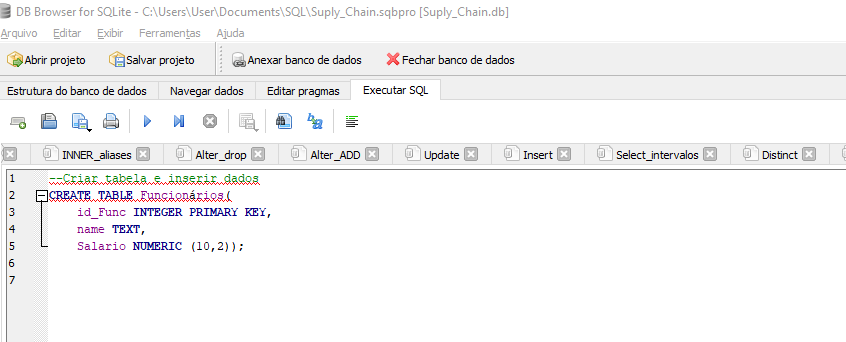 DB Browser for SQLite - C:\Users\User\Documents\SQL\Suply_Chain.sqbpro [Suply_Chain.db]
Arquivo Editar Exibir Ferramentas Ajuda
Abrir projeto Salvar projeto Anexar banco de dados Fechar banco de dados
Estrutura do banco de dados Navegar dados Editar pragmas Executar SQL
INNER_aliases Alter_drop Alter_ADD Update Insert Select_intervalos Distinct
1 --Criar tabela e inserir dados
2 CREATE TABLE Funcionários(
3 id_Func INTEGER PRIMARY KEY,
4 name TEXT,
5 Salario NUMERIC (10,2));
6
7